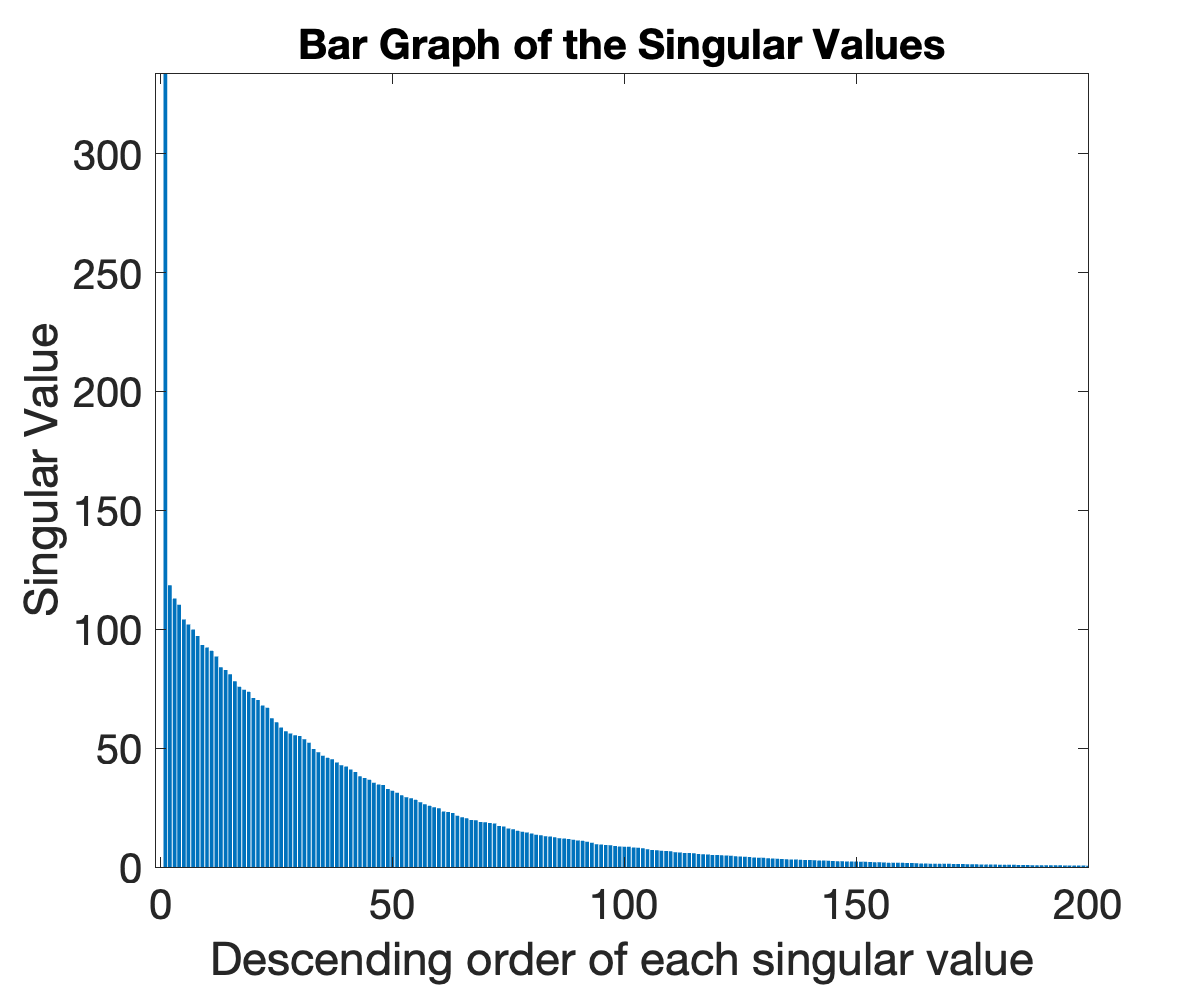 Bar Graph of the Singular Values
300
250
200
150
100
50
0
Singular Value
0 50 100 150 200
Descending order of each singular value